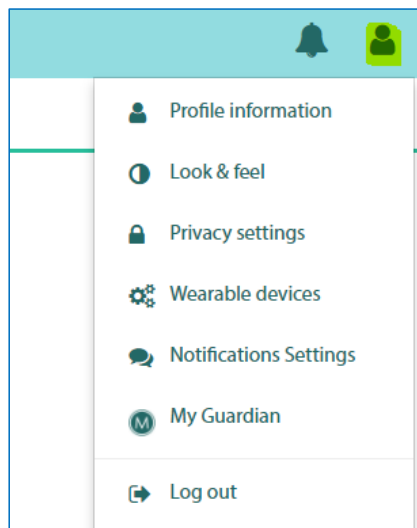 Profile information
Look & feel
Privacy settings
Wearable devices
Notifications Settings
M My Guardian
Log out